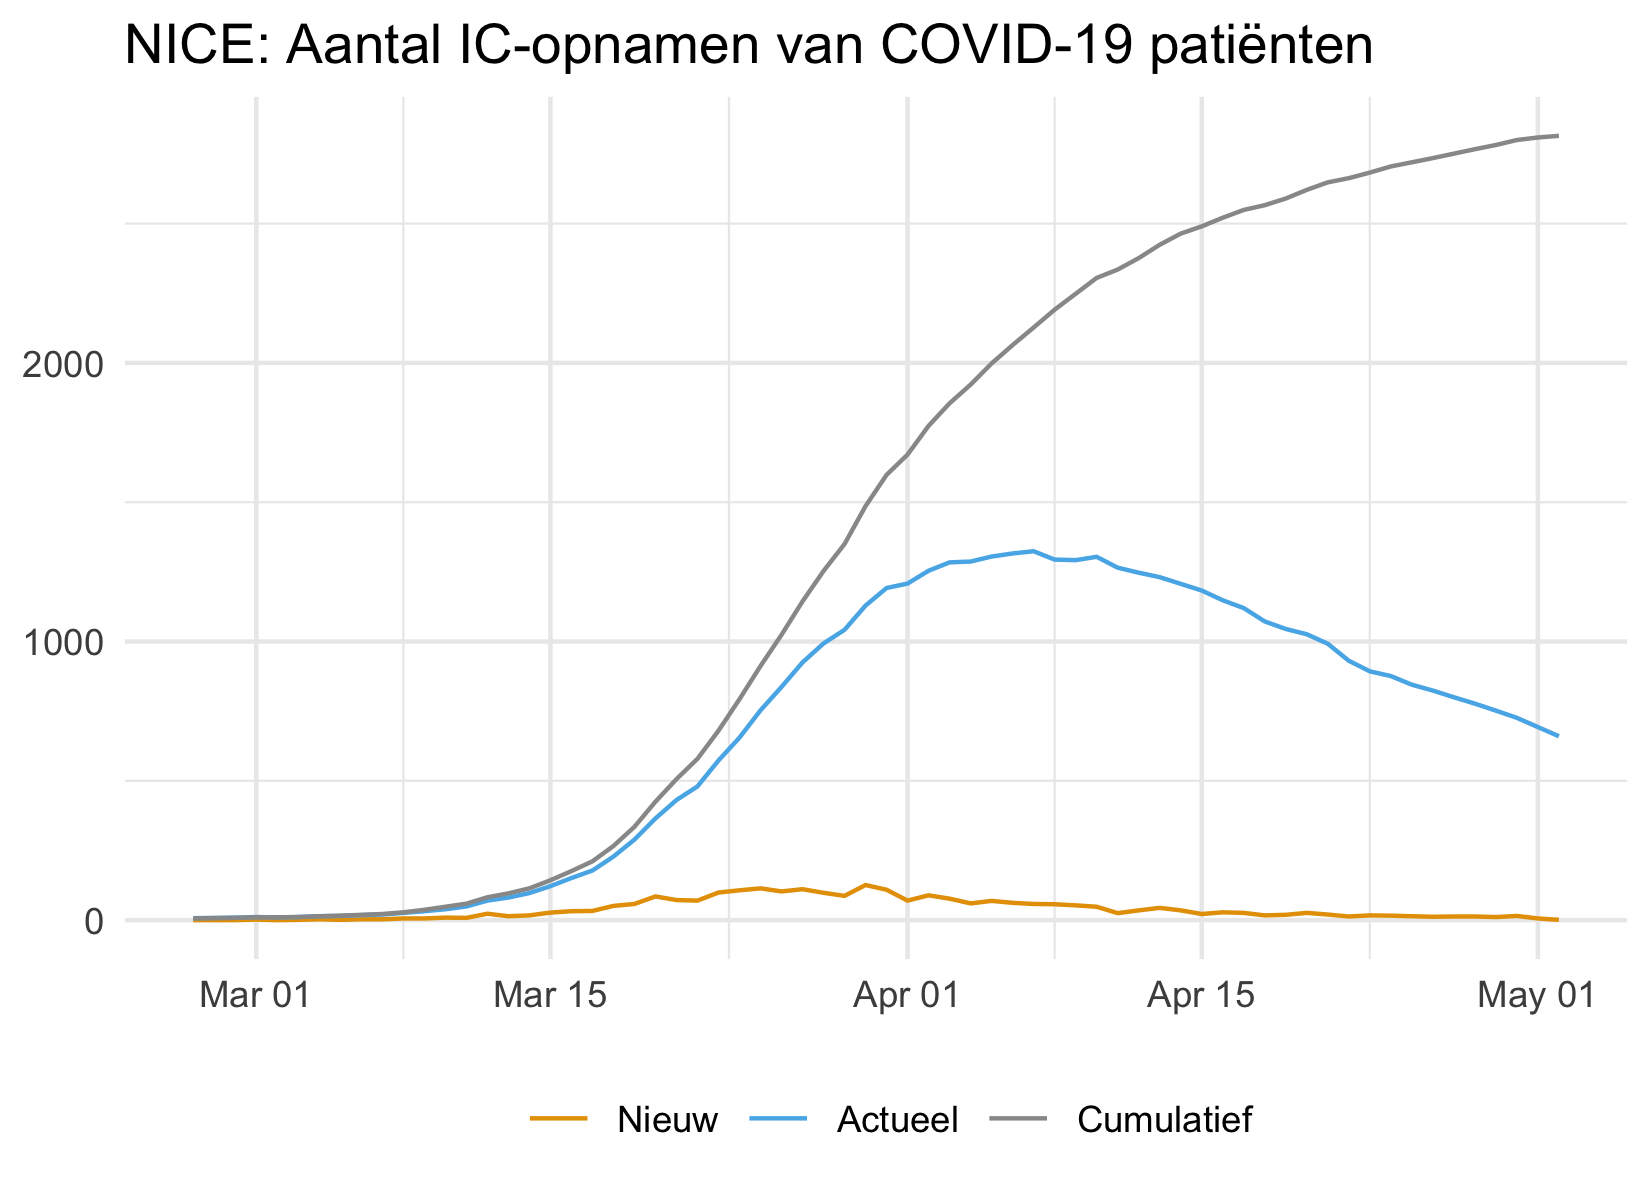 NICE: Aantal IC-opnamen van COVID-19 patiënten
2000
1000
0
Mar 01
Mar 15
Apr 01
Apr 15
May 01
Nieuw
Actueel
Cumulatief